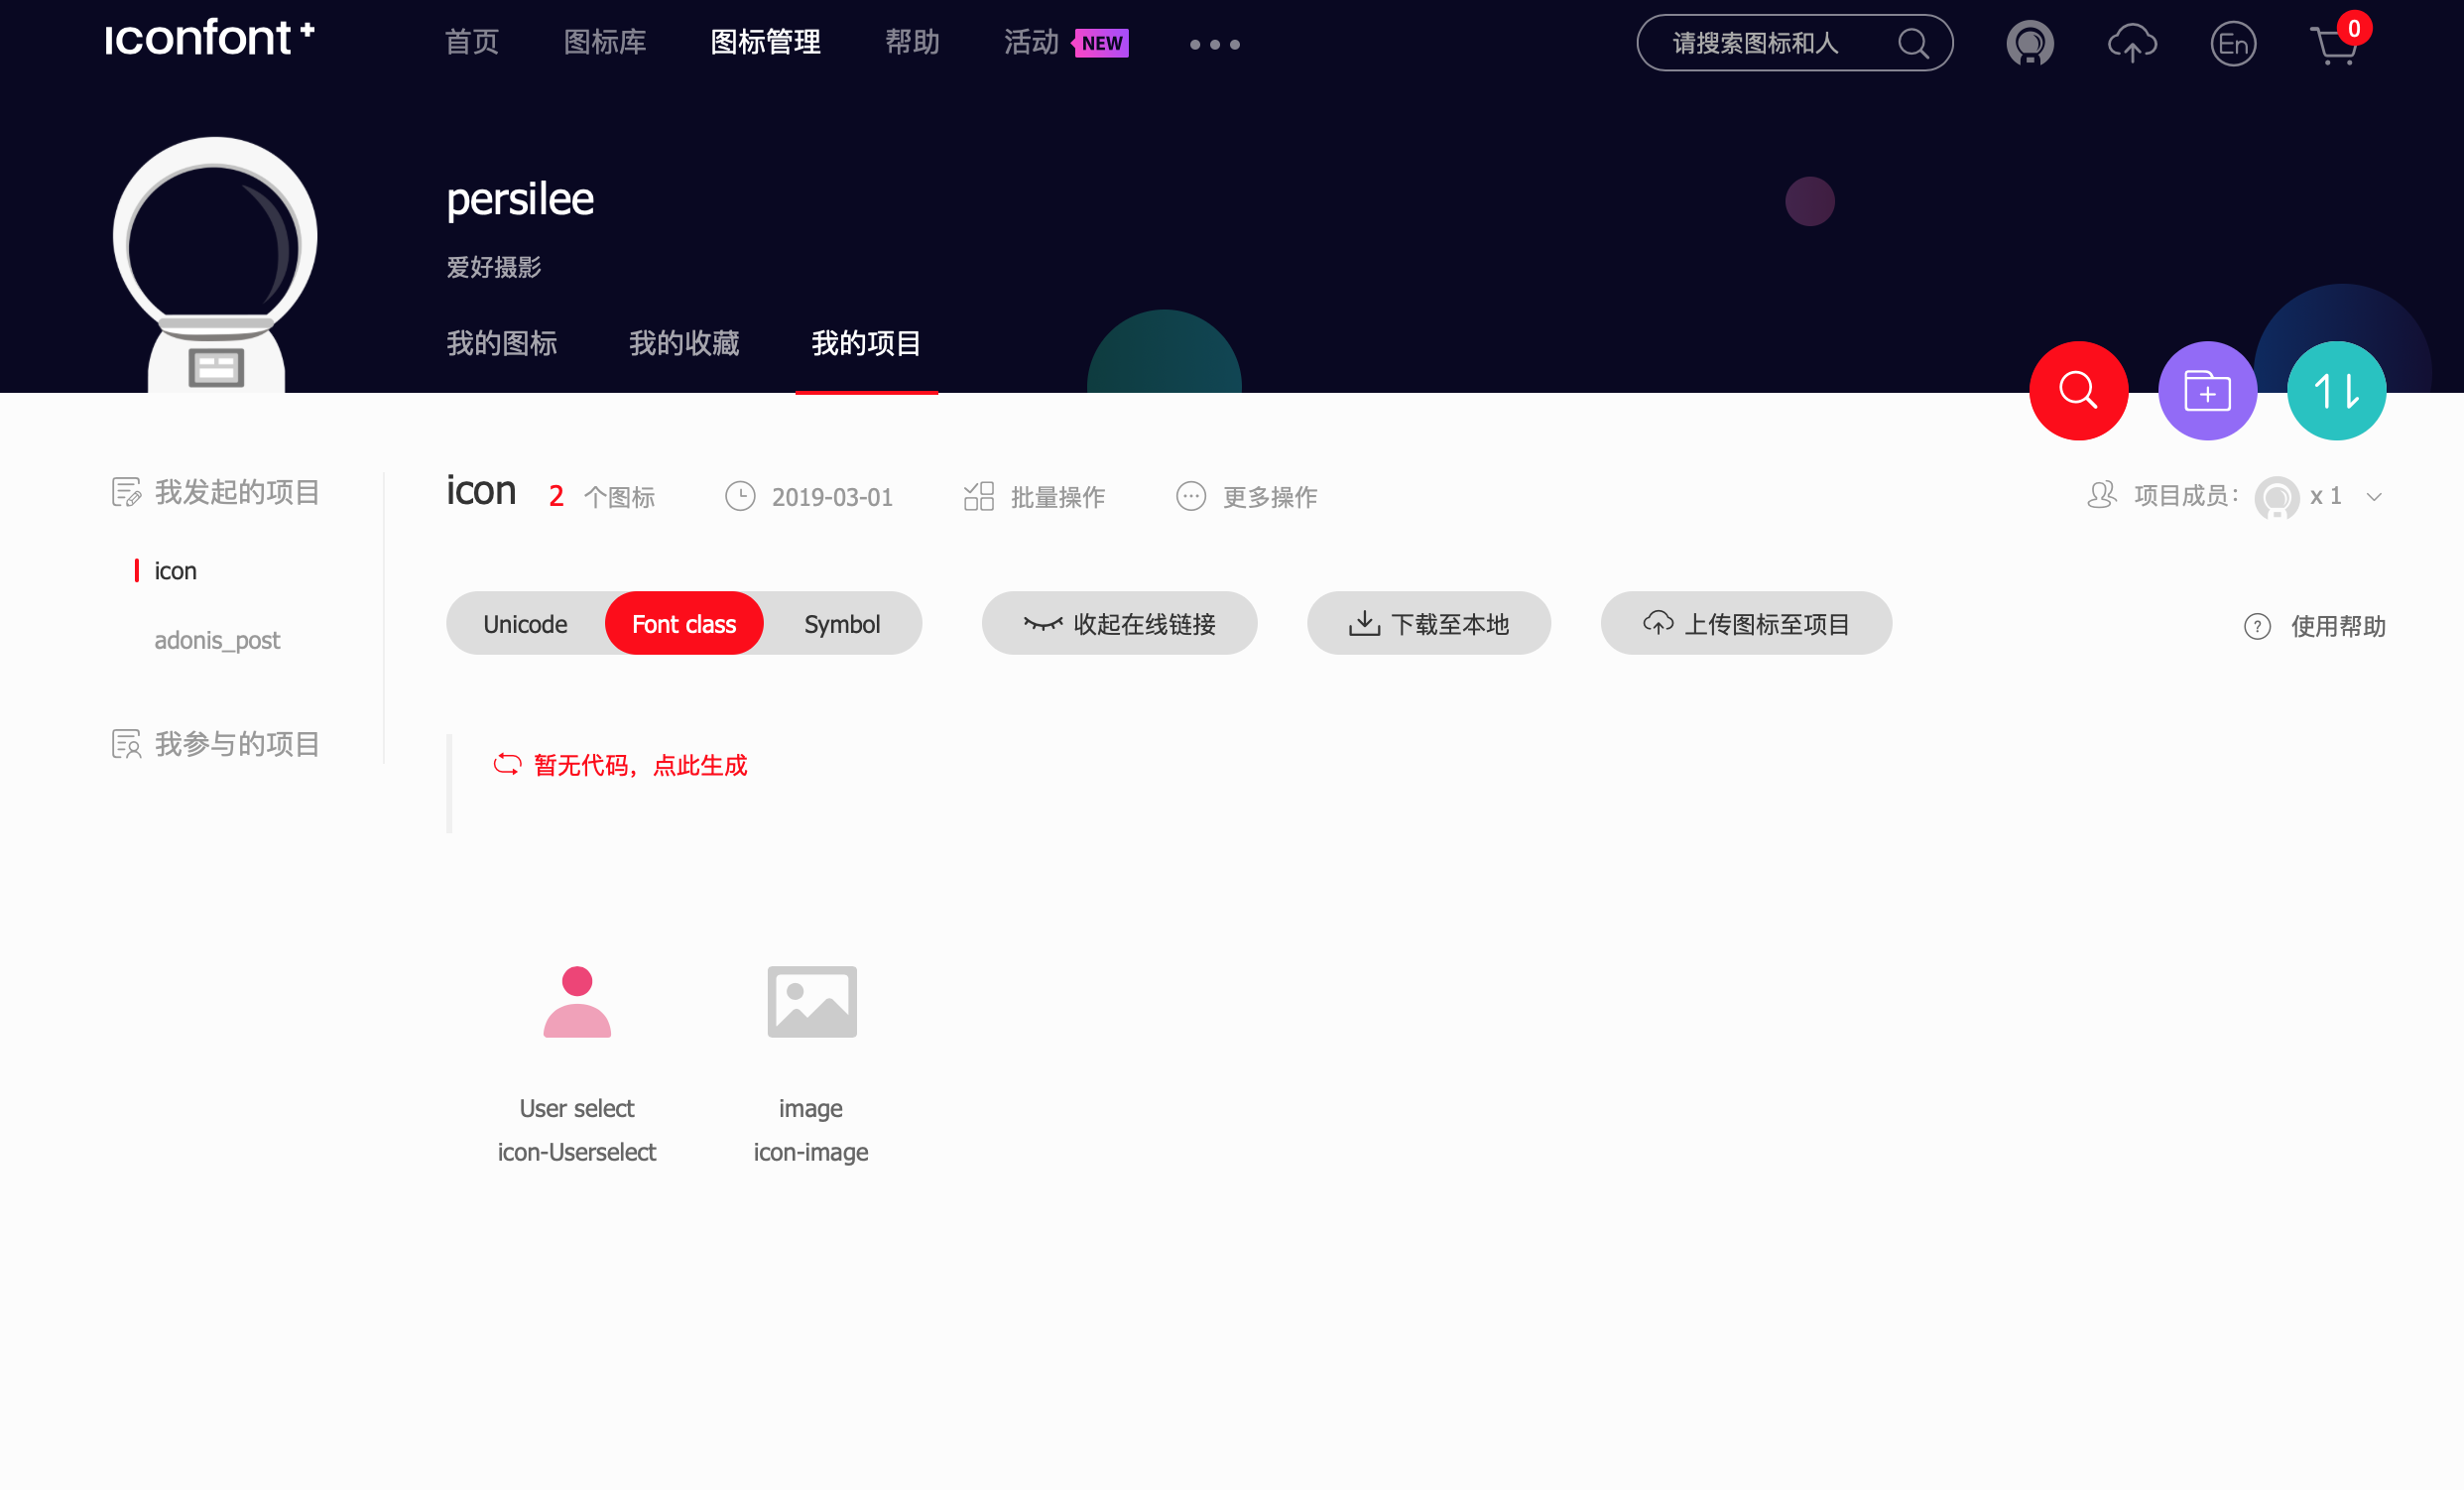 iconfont+
首页 图标库 图标管理 帮助 活动 NEW 请搜索图标和人 En 0
persilee
爱好摄影
我的图标 我的收藏 我的项目
我发起的项目
icon
adonis_post
我参与的项目
icon 2 个图标 2019-03-01 批量操作 更多操作 项目成员: x 1
Unicode Font class Symbol 收起在线链接 下载至本地 上传图标至项目 使用帮助
暂无代码，点此生成
User select image
icon-Userselect icon-image